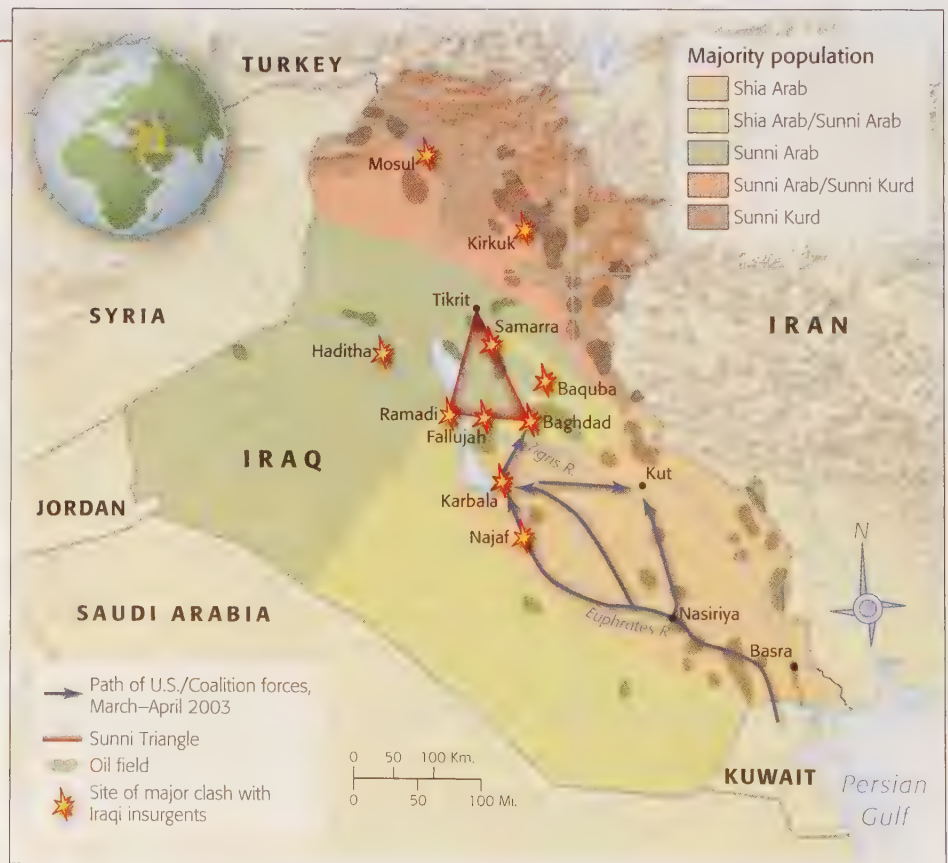 TURKEY
Majority population
Shia Arab
Shia Arab/Sunni Arab
Sunni Arab
Sunni Arab/Sunni Kurd
Sunni Kurd
Mosul
Kirkuk
Tikrit
SYRIA
Samarra
IRAN
Haditha
Baquba
Ramadi
Baghdad
Fallujah
IRAQ
Tigris R.
Kut
Karbala
JORDAN
Najaf
N
SAUDI ARABIA
Nasiriya
Euphrates R.
Basra
Path of U.S./Coalition forces,
March–April 2003
Sunni Triangle
Oil field
Site of major clash with
Iraqi insurgents
0 50 100 Km.
0 50 100 Mi.
KUWAIT
Persian
Gulf